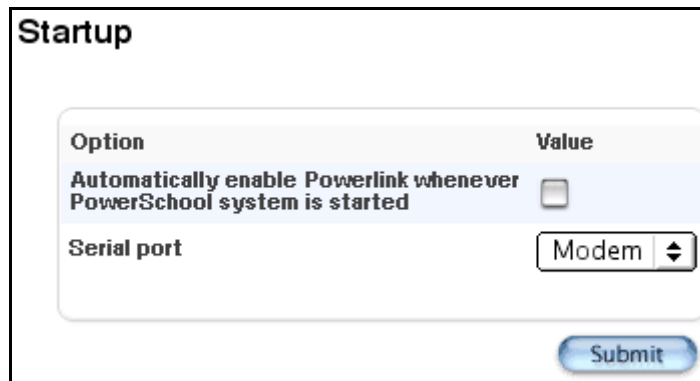 Startup
Option Value
Automatically enable Powerlink whenever
PowerSchool system is started
Serial port Modem
Submit